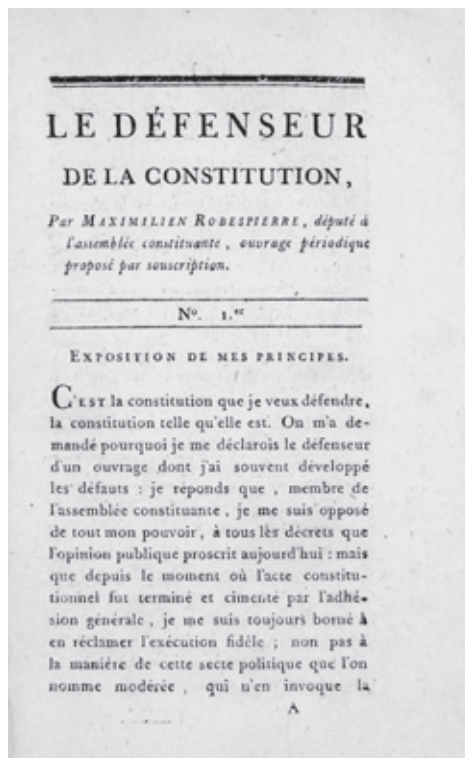 LE DÉFENSEUR
DE LA CONSTITUTION,
Par MAXIMILIEN ROBESPIERRE, député à
l'assemblée constituante, ouvrage périodique
proposé par souscription.
N°. 1.er
EXPOSITION DE MES PRINCIPES.
C'EST la constitution que je veux défendre,
la constitution telle qu'elle est. On m'a de-
mandé pourquoi je me déclarois le défenseur
d'un ouvrage dont j'ai souvent développé
les défauts : je réponds que, membre de
l'assemblée constituante, je me suis opposé
de tout mon pouvoir, à tous lès décrets que
l'opinion publique proscrit aujourd'hui : mais
que depuis le moment où l'acte constitu-
tionnel fut terminé et cimenté par l'adhé-
sion générale, je me suis toujours borné à
en réclamer l'exécution fidèle ; non pas à
la manière de cette secte politique que l'on
nomme modérée, qui n'en invoque la
A